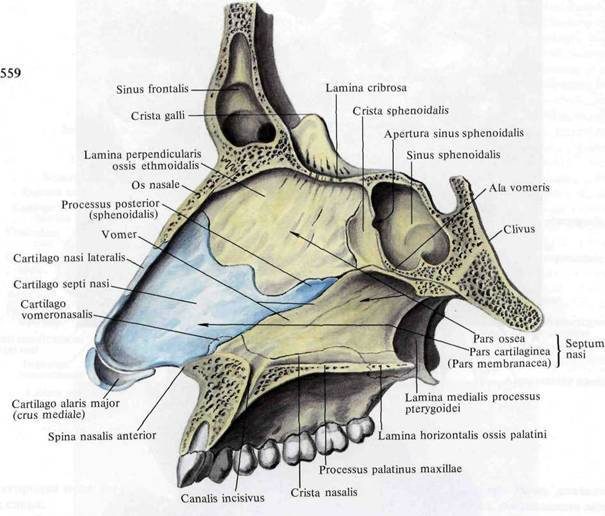 559
Sinus frontalis
Crista galli
Lamina perpendicularis
ossis ethmoidalis
Os nasale
Processus posterior
(sphenoidalis)
Vomer
Cartilago nasi lateralis
Cartilago septi nasi
Cartilago
vomeronasalis
Cartilago alaris major
(crus mediale)
Spina nasalis anterior
Canalis incisivus
Crista nasalis
Processus palatinus maxillae
Lamina horizontalis ossis palatini
Lamina medialis processus
pterygoidei
Lamina cribrosa
Crista sphenoidalis
Apertura sinus sphenoidalis
Sinus sphenoidalis
Ala vomeris
Clivus
Pars ossea
Pars cartilaginea
(Pars membranacea)
Septum
nasi